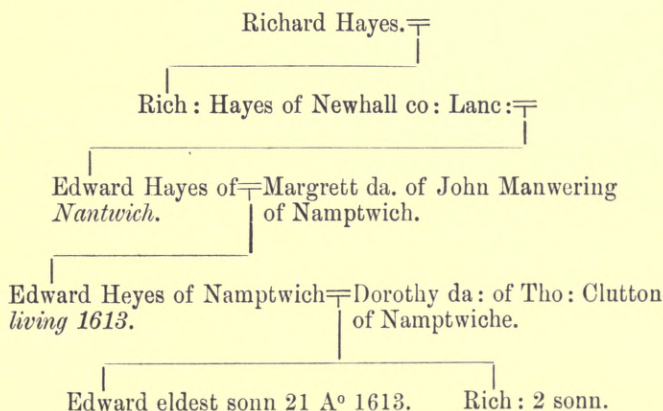 Richard Hayes.
Rich : Hayes of Newhall co : Lanc :
Edward Hayes of Margrett da. of John Manwering
Nantwich. of Namptwich.
Edward Heyes of Namptwich Dorothy da : of Tho : Clutton
living 1613. of Namptwiche.
Edward eldest sonn 21 Aº 1613. Rich : 2 sonn.